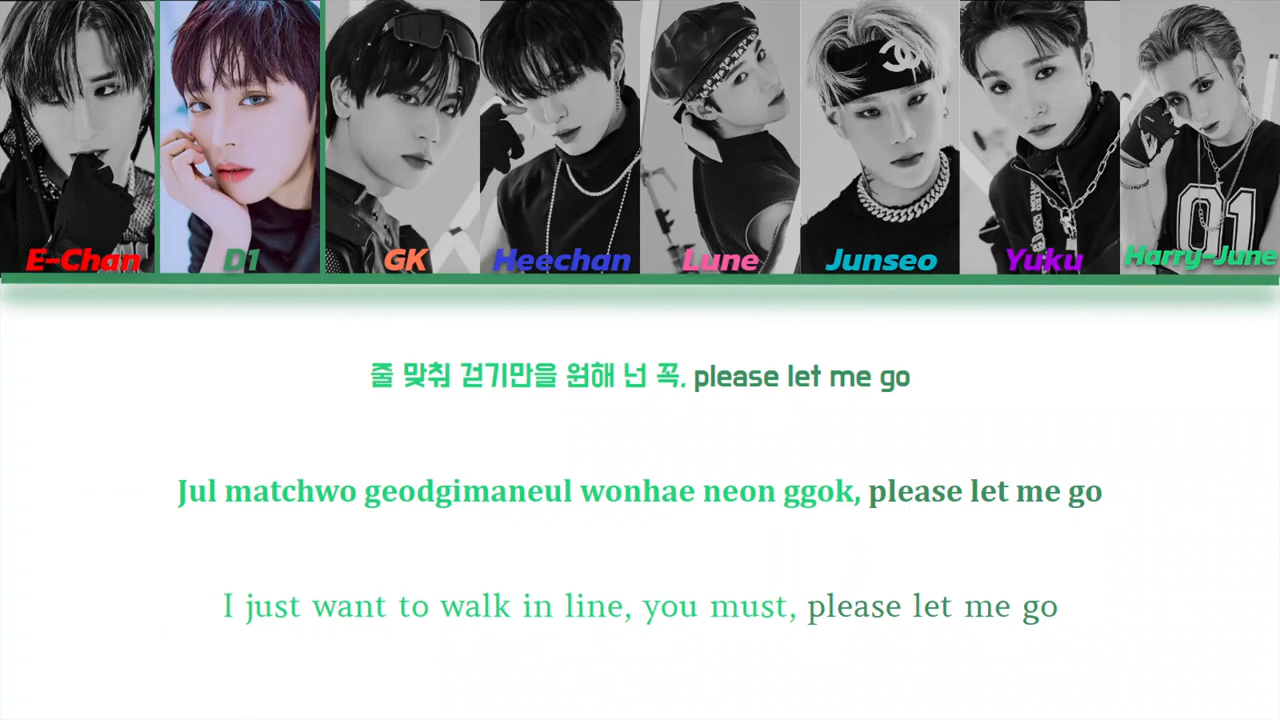 E-Chan
D1
GK
Heechan
Lune
Junseo
Yuku
Harry-June
01
줄 맞춰 걷기만을 원해 넌 꼭, please let me go
Jul matchwo geodgimaneul wonhae neon ggok, please let me go
I just want to walk in line, you must, please let me go